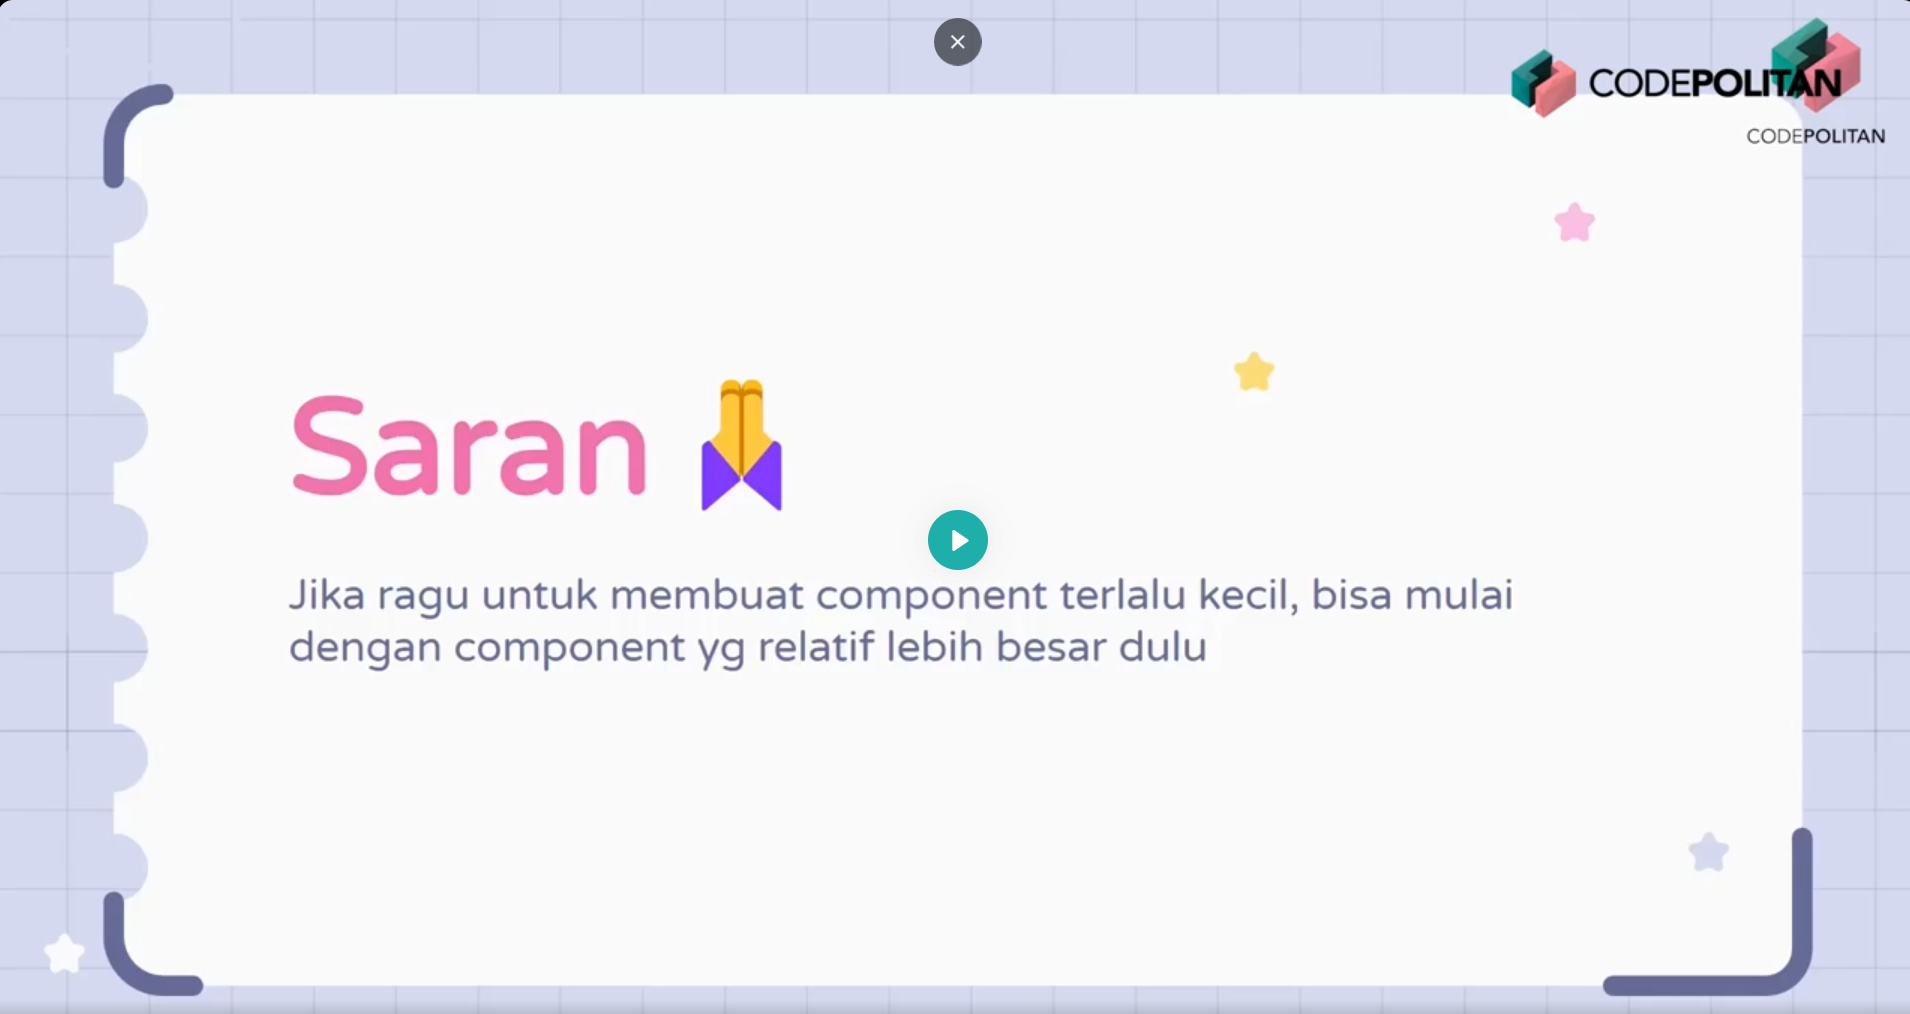 CODEPOLITAN
CODEPOLITAN
Saran
Jika ragu untuk membuat component terlalu kecil, bisa mulai
dengan component yg relatif lebih besar dulu